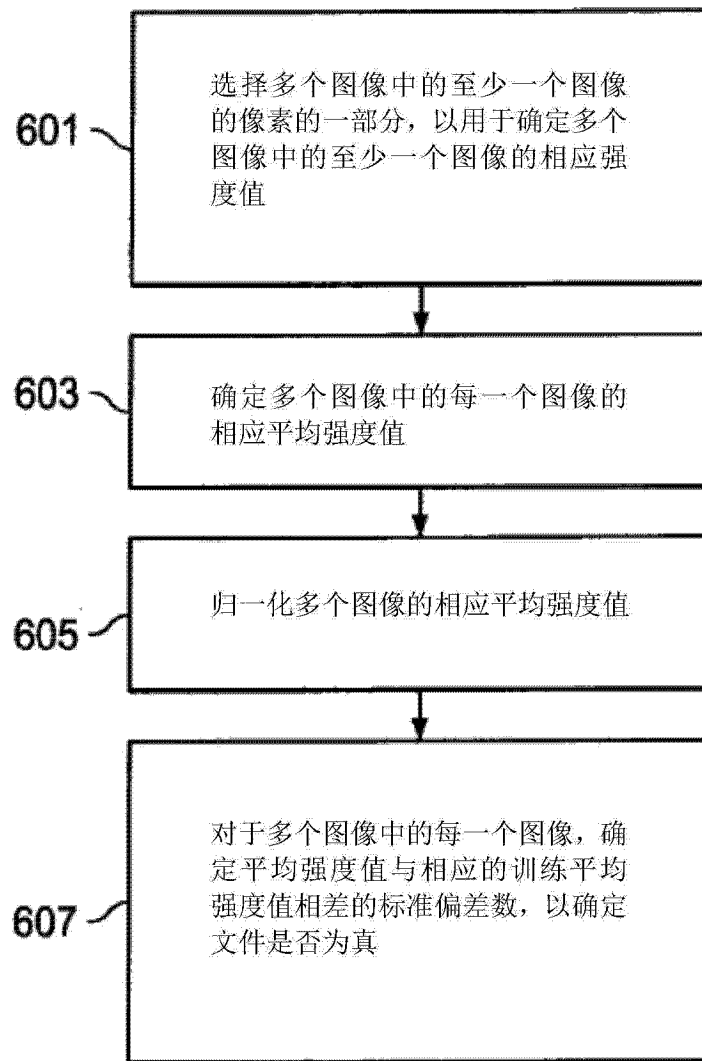 601
选择多个图像中的至少一个图像
的像素的一部分，以用于确定多个
图像中的至少一个图像的相应强
度值
603
确定多个图像中的每一个图像的
相应平均强度值
605
归一化多个图像的相应平均强度值
607
对于多个图像中的每一个图像，确
定平均强度值与相应的训练平均
强度值相差的标准偏差数，以确定
文件是否为真